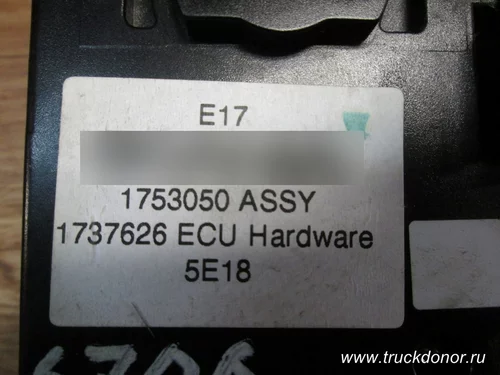 E17
1753050 ASSY
1737626 ECU Hardware
5E18
www.truckdonor.ru